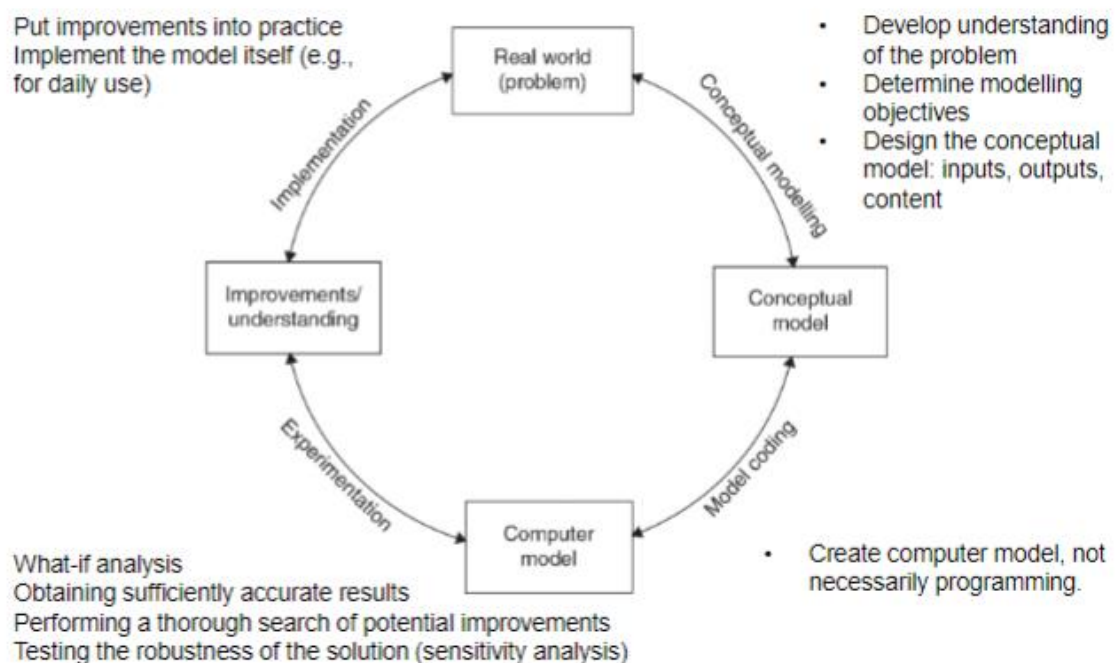 Put improvements into practice
Implement the model itself (e.g.,
for daily use)
Real world
(problem)
• Develop understanding
of the problem
• Determine modelling
objectives
• Design the conceptual
model: inputs, outputs,
content
Implementation
Conceptual modelling
Improvements/
understanding
Conceptual
model
Experimentation
Model coding
Computer
model
What-if analysis
Obtaining sufficiently accurate results
Performing a thorough search of potential improvements
Testing the robustness of the solution (sensitivity analysis)
• Create computer model, not
necessarily programming.